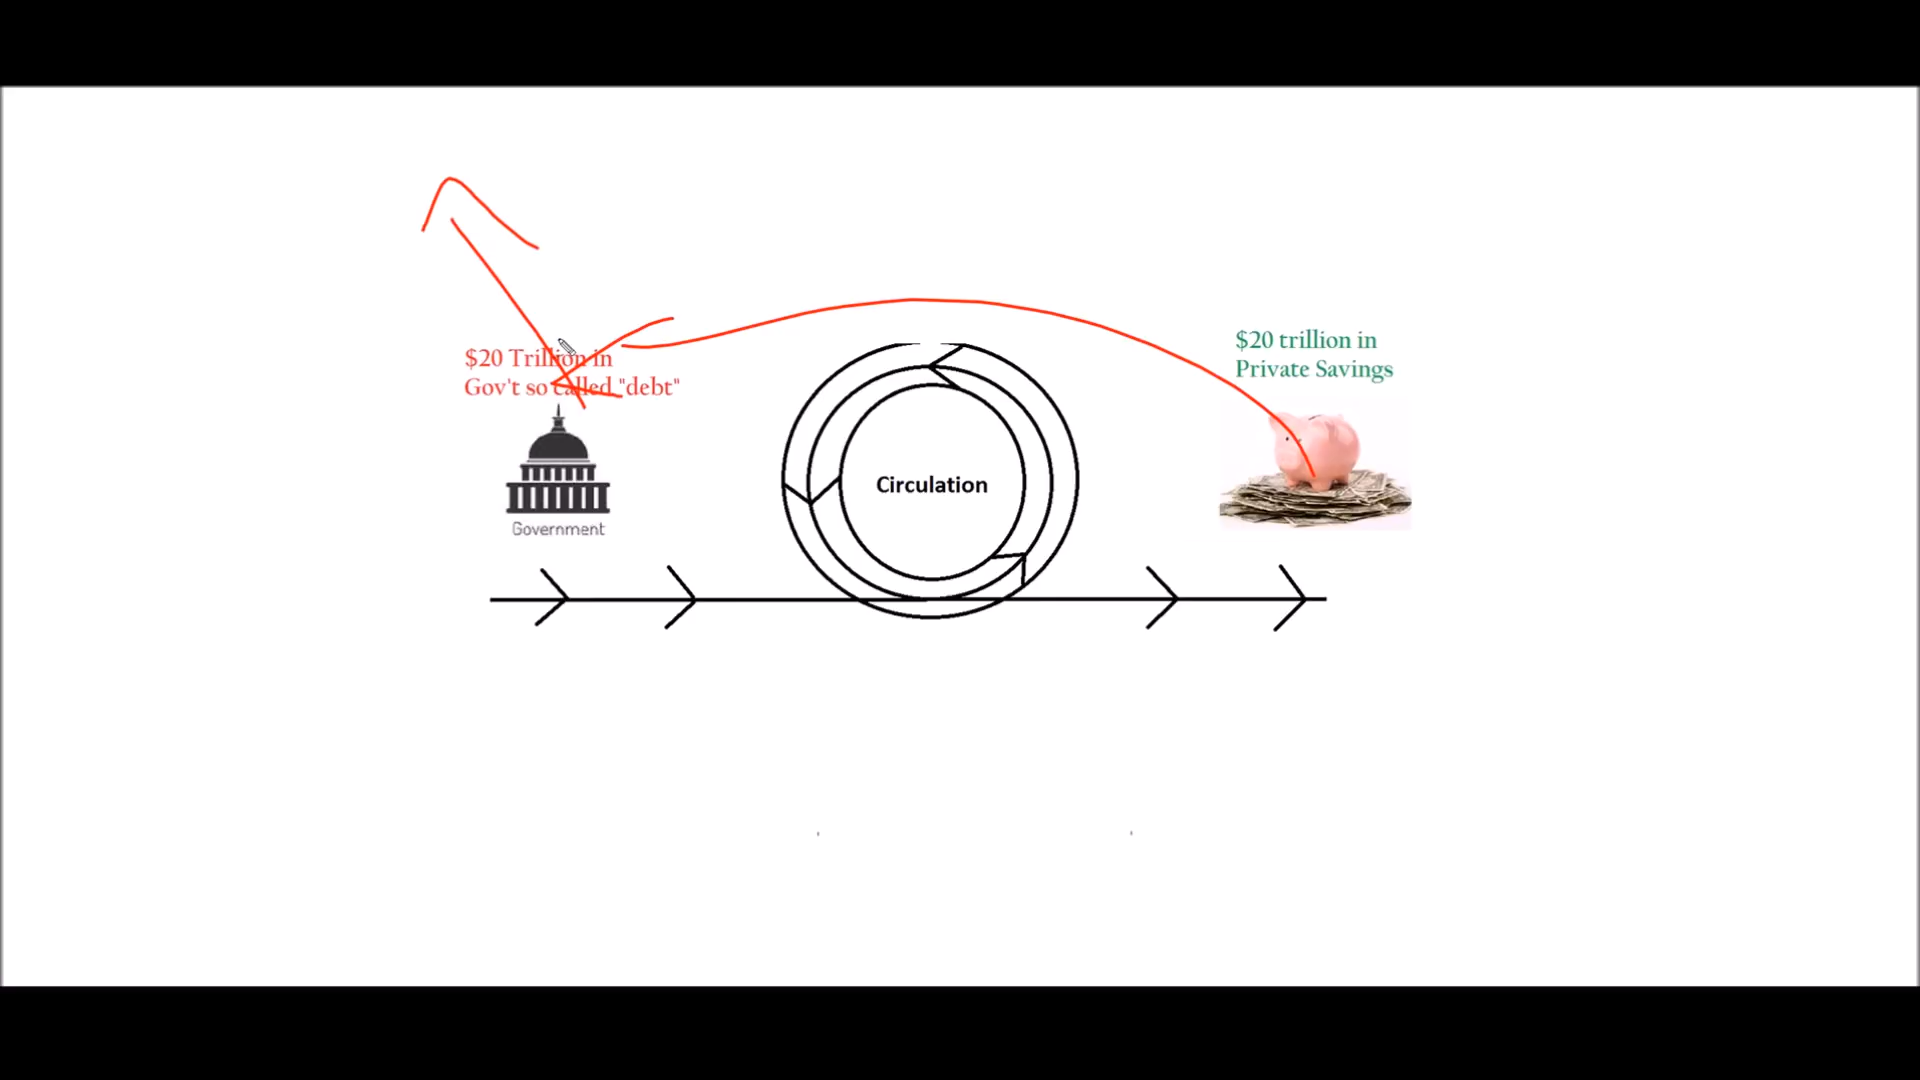 $20 Trillion in
Gov't so called "debt"
Government
Circulation
$20 trillion in
Private Savings